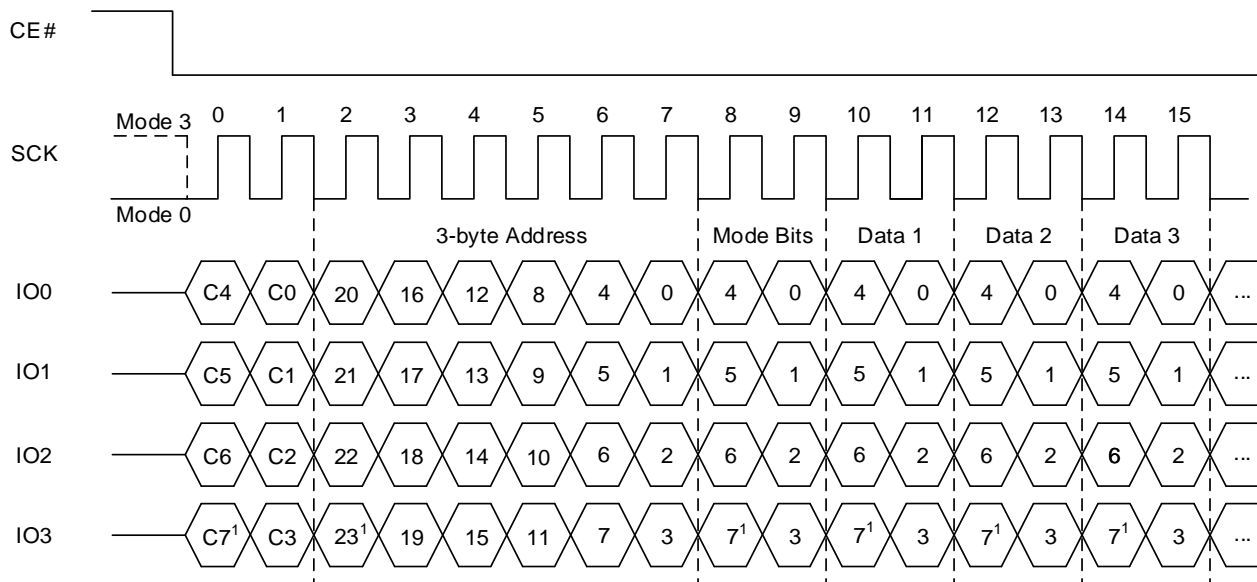 CE#
Mode 3 0 1 2 3 4 5 6 7 8 9 10 11 12 13 14 15
SCK
Mode 0
3-byte Address Mode Bits Data 1 Data 2 Data 3
IO0 C4 C0 20 16 12 8 4 0 4 0 4 0 4 0 4 0 ...
IO1 C5 C1 21 17 13 9 5 1 5 1 5 1 5 1 5 1 ...
IO2 C6 C2 22 18 14 10 6 2 6 2 6 2 6 2 6 2 ...
IO3 C7¹ C3 23¹ 19 15 11 7 3 7¹ 3 7¹ 3 7¹ 3 7¹ 3 ...